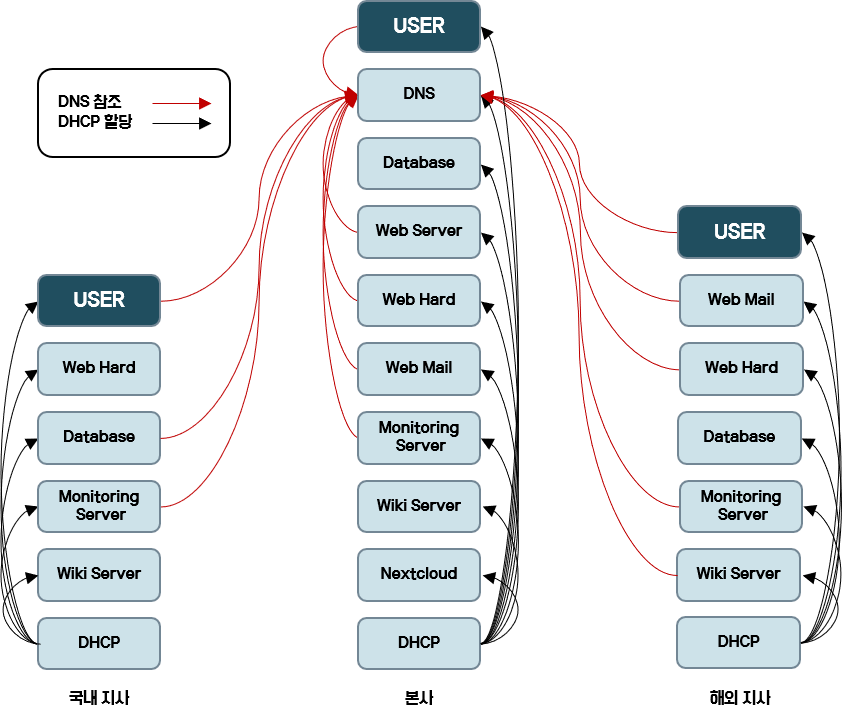 DNS 참조
DHCP 할당
USER
Web Hard
Database
Monitoring
Server
Wiki Server
DHCP
국내 지사
USER
DNS
Database
Web Server
Web Hard
Web Mail
Monitoring
Server
Wiki Server
Nextcloud
DHCP
본사
USER
Web Mail
Web Hard
Database
Monitoring
Server
Wiki Server
DHCP
해외 지사